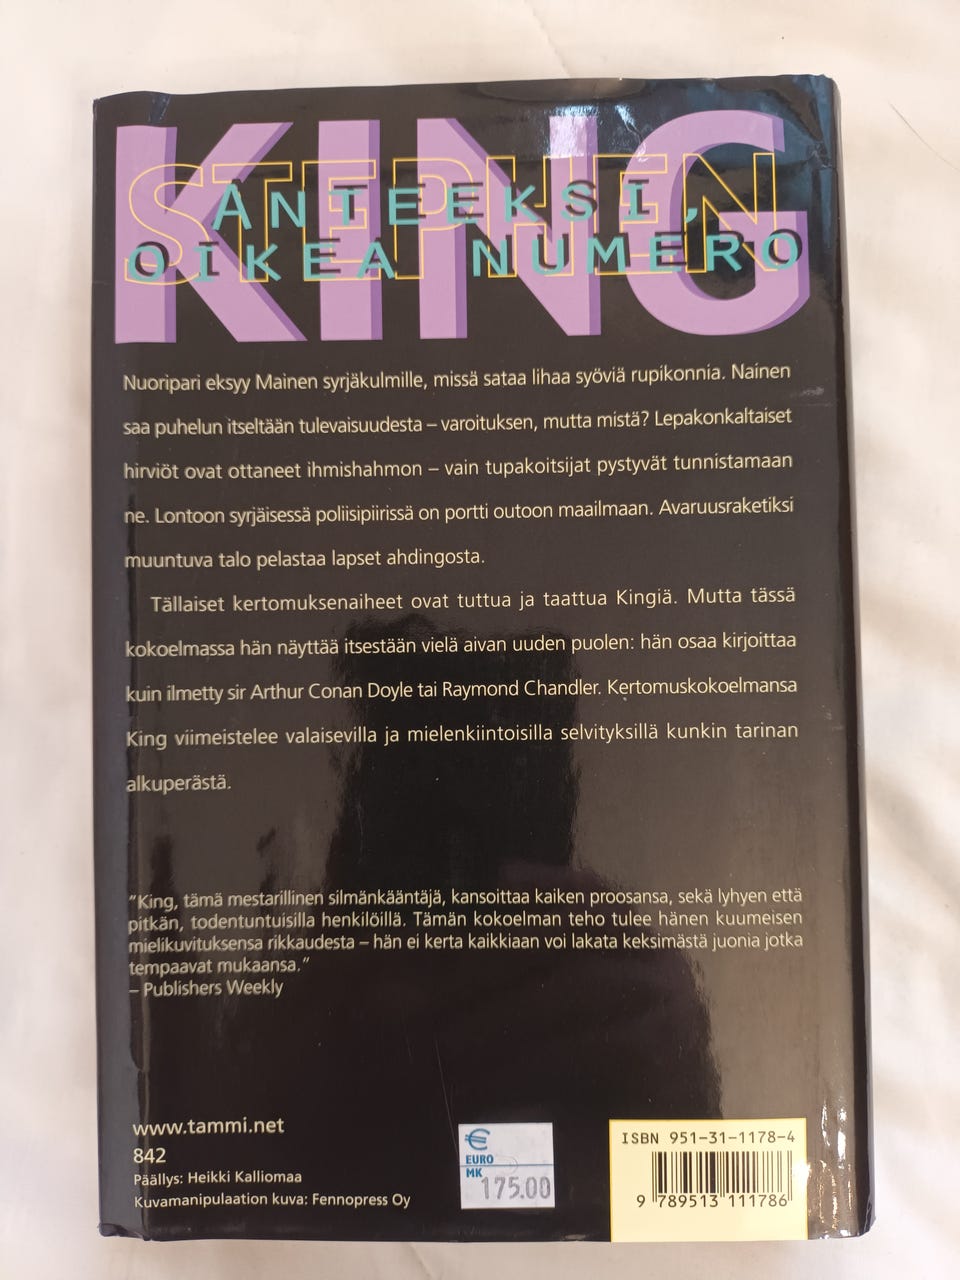 STEPHEN
KING
ANTEEKSI,
OIKEA NUMERO
Nuoripari eksyy Mainen syrjäkulmille, missä sataa lihaa syöviä rupikonnia. Nainen
saa puhelun itseltään tulevaisuudesta – varoituksen, mutta mistä? Lepakonkaltaiset
hirviöt ovat ottaneet ihmishahmon – vain tupakoitsijat pystyvät tunnistamaan
ne. Lontoon syrjäisessä poliisipiirissä on portti outoon maailmaan. Avaruusraketiksi
muuntuva talo pelastaa lapset ahdingosta.
Tällaiset kertomuksenaiheet ovat tuttua ja taattua Kingiä. Mutta tässä
kokoelmassa hän näyttää itsestään vielä aivan uuden puolen: hän osaa kirjoittaa
kuin ilmetty sir Arthur Conan Doyle tai Raymond Chandler. Kertomuskokoelmansa
King viimeistelee valaisevilla ja mielenkiintoisilla selvityksillä kunkin tarinan
alkuperästä.
"King, tämä mestarillinen silmänkääntäjä, kansoittaa kaiken proosansa, sekä lyhyen että
pitkän, todentuntuisilla henkilöillä. Tämän kokoelman teho tulee hänen kuumeisen
mielikuvituksensa rikkaudesta – hän ei kerta kaikkiaan voi lakata keksimästä juonia jotka
tempaavat mukaansa."
– Publishers Weekly
www.tammi.net
842
Päällys: Heikki Kalliomaa
Kuvamanipulaation kuva: Fennopress Oy
€
EURO
MK
175.00
ISBN 951-31-1178-4
9 789513 111786